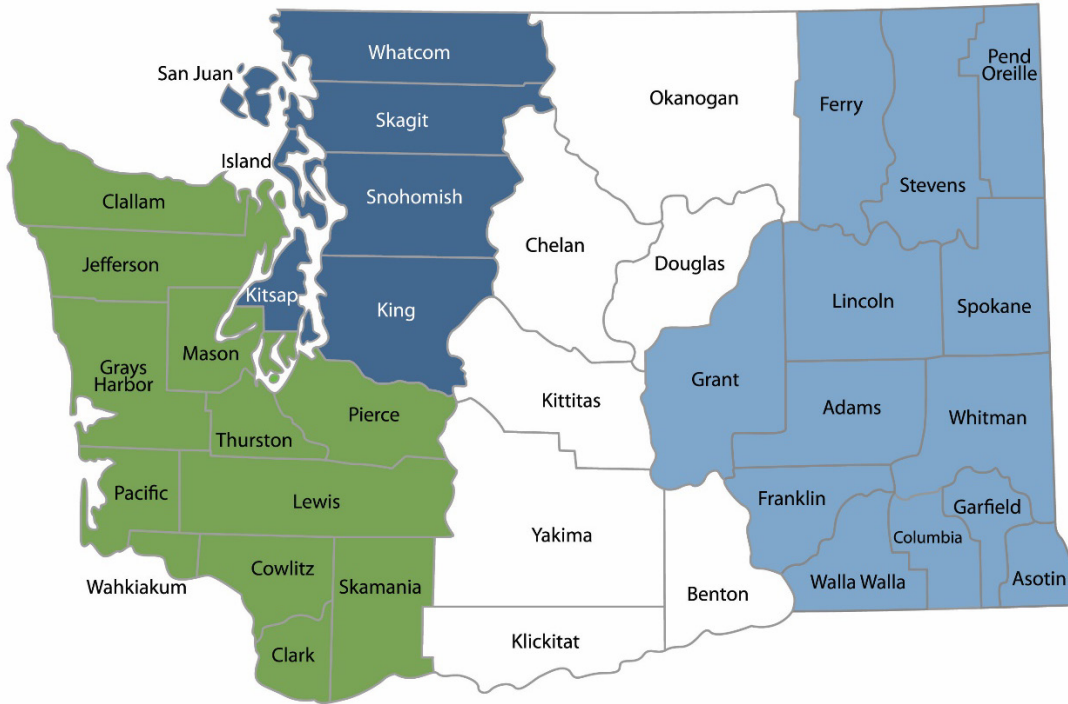 Whatcom
San Juan
Pend
Oreille
Okanogan
Ferry
Skagit
Island
Stevens
Snohomish
Clallam
Chelan
Douglas
Jefferson
Kitsap
Lincoln
Spokane
King
Mason
Grays
Harbor
Grant
Kittitas
Adams
Pierce
Whitman
Thurston
Pacific
Lewis
Franklin
Garfield
Yakima
Columbia
Cowlitz
Wahkiakum
Skamania
Walla Walla
Asotin
Benton
Klickitat
Clark